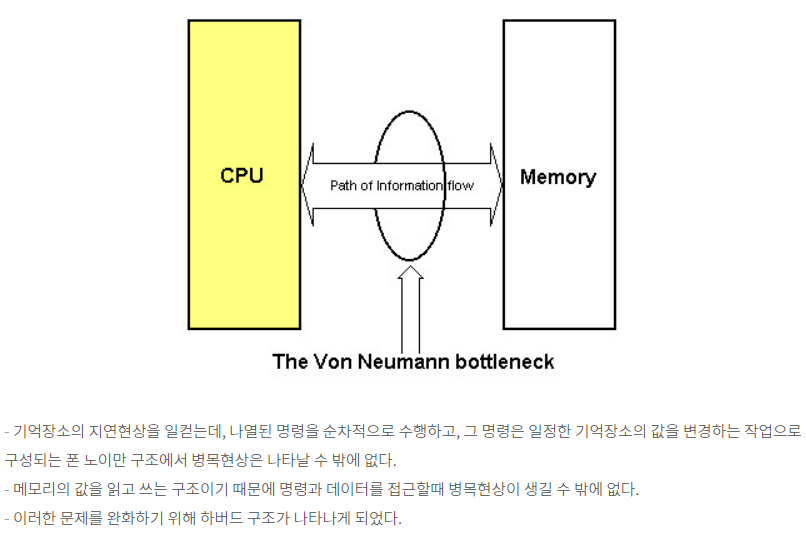 CPU
Path of Information flow
Memory
The Von Neumann bottleneck
- 기억장소의 지연현상을 일컫는데, 나열된 명령을 순차적으로 수행하고, 그 명령은 일정한 기억장소의 값을 변경하는 작업으로
구성되는 폰 노이만 구조에서 병목현상은 나타날 수 밖에 없다.
- 메모리의 값을 읽고 쓰는 구조이기 때문에 명령과 데이터를 접근할때 병목현상이 생길 수 밖에 없다.
- 이러한 문제를 완화하기 위해 하버드 구조가 나타나게 되었다.